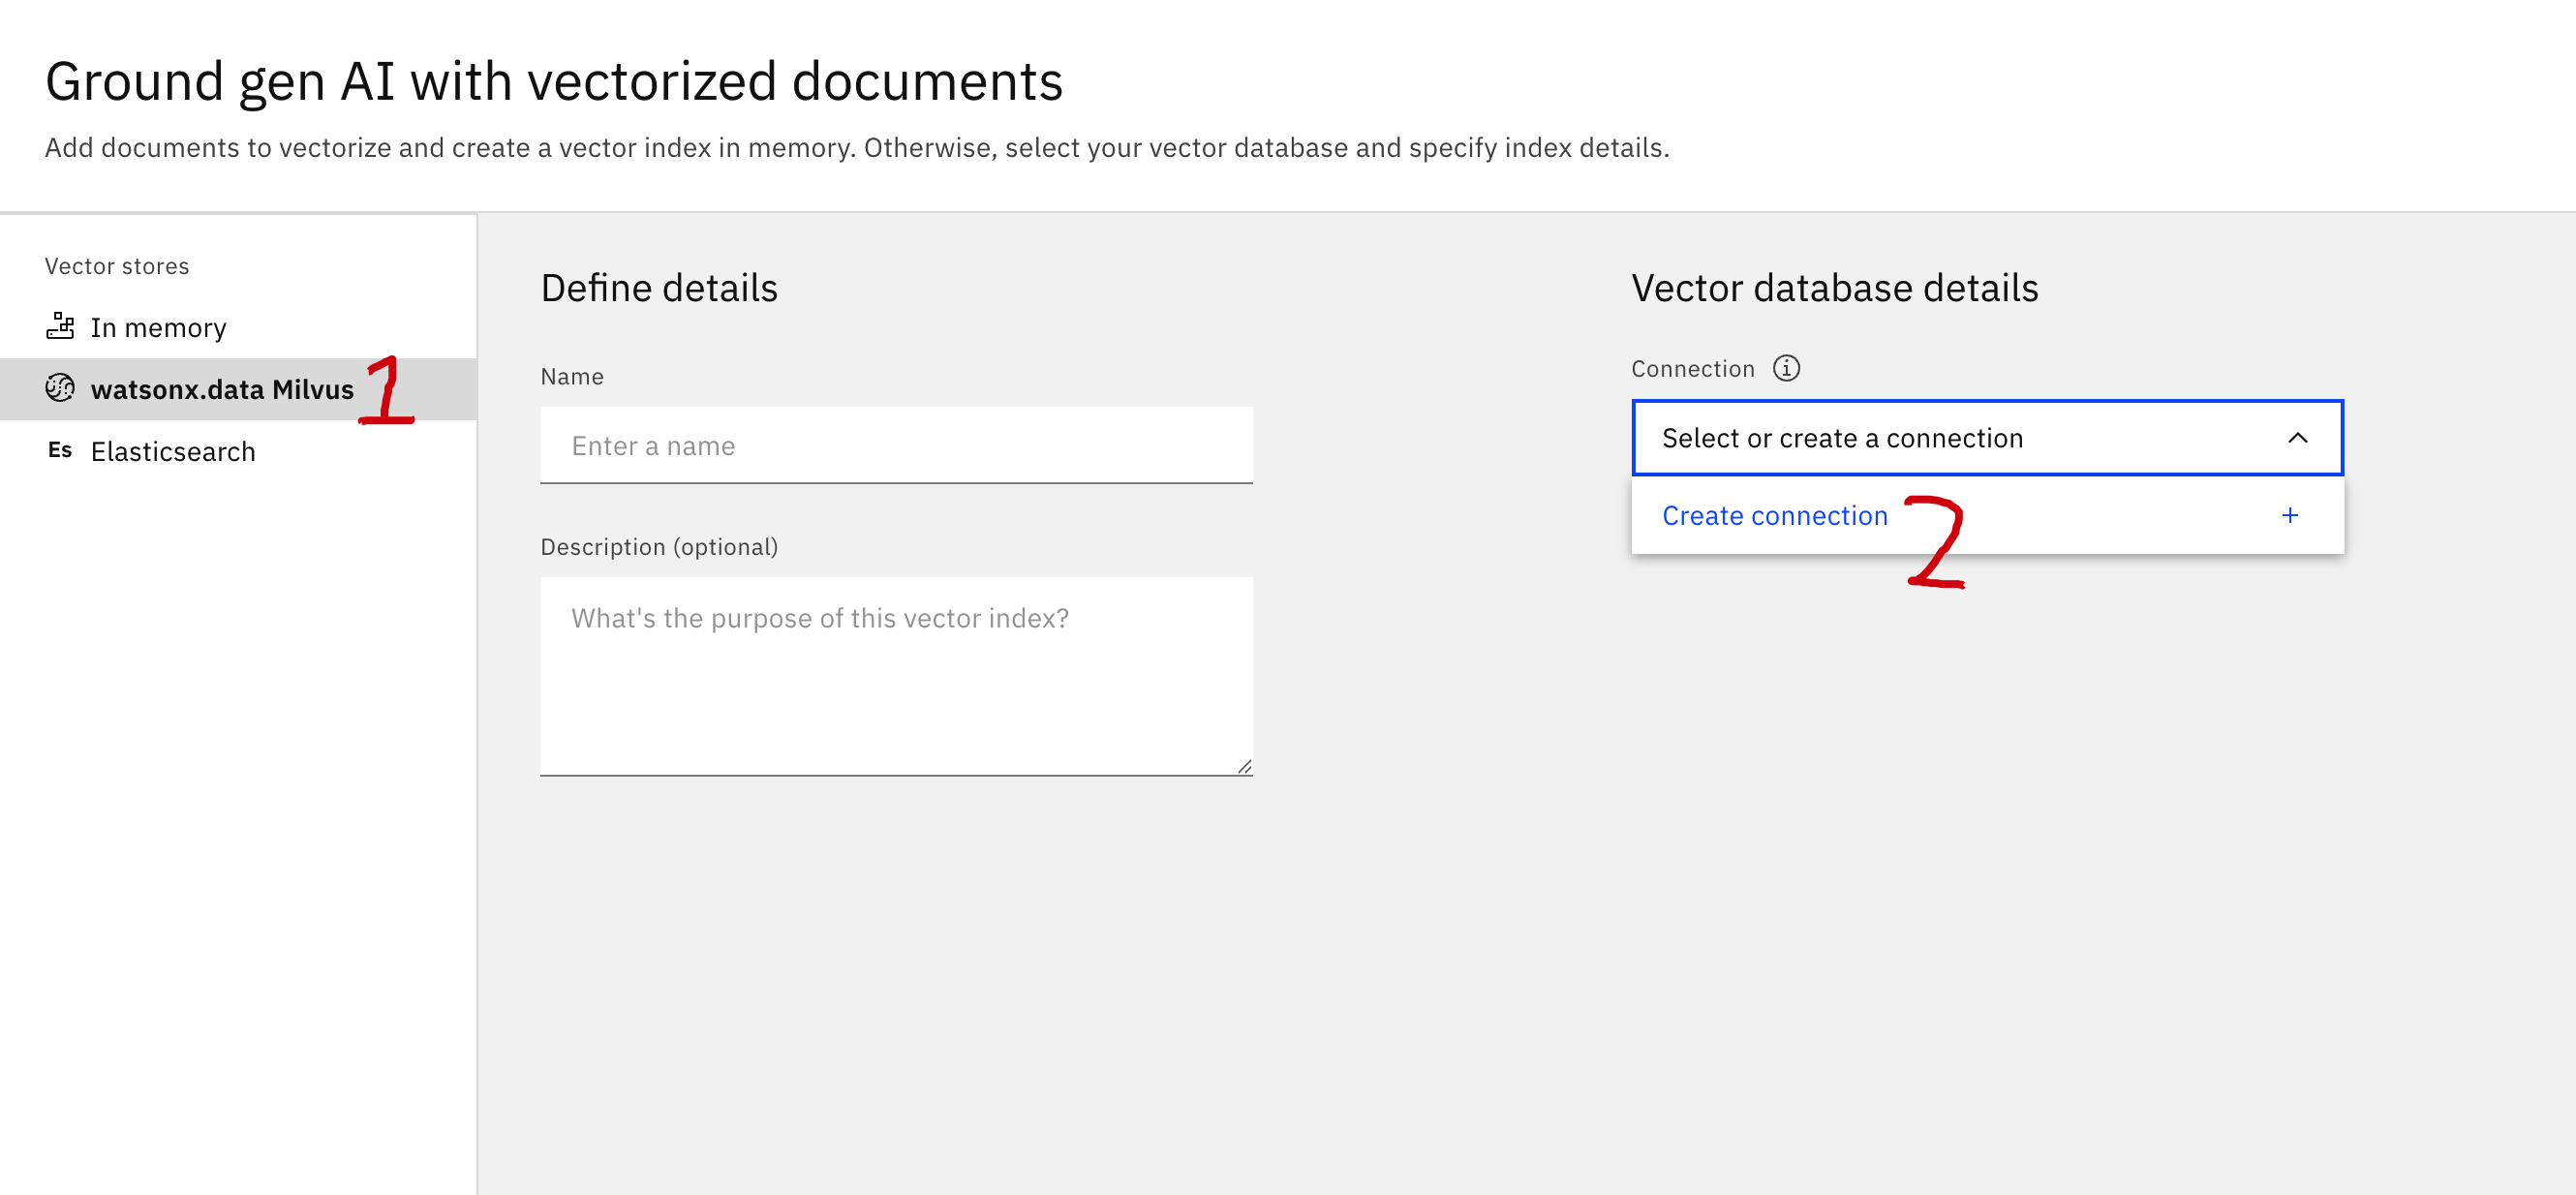 Ground gen AI with vectorized documents
Add documents to vectorize and create a vector index in memory. Otherwise, select your vector database and specify index details.
Vector stores
In memory
watsonx.data Milvus 1
Es Elasticsearch
Define details
Name
Enter a name
Description (optional)
What's the purpose of this vector index?
Vector database details
Connection
Select or create a connection
Create connection + 2